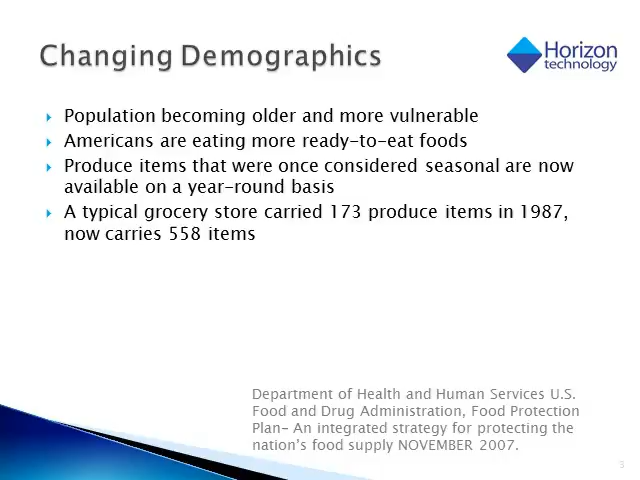 Changing Demographics
Horizon
technology
Population becoming older and more vulnerable
Americans are eating more ready-to-eat foods
Produce items that were once considered seasonal are now
available on a year-round basis
A typical grocery store carried 173 produce items in 1987,
now carries 558 items
Department of Health and Human Services U.S.
Food and Drug Administration, Food Protection
Plan- An integrated strategy for protecting the
nation's food supply NOVEMBER 2007.
3